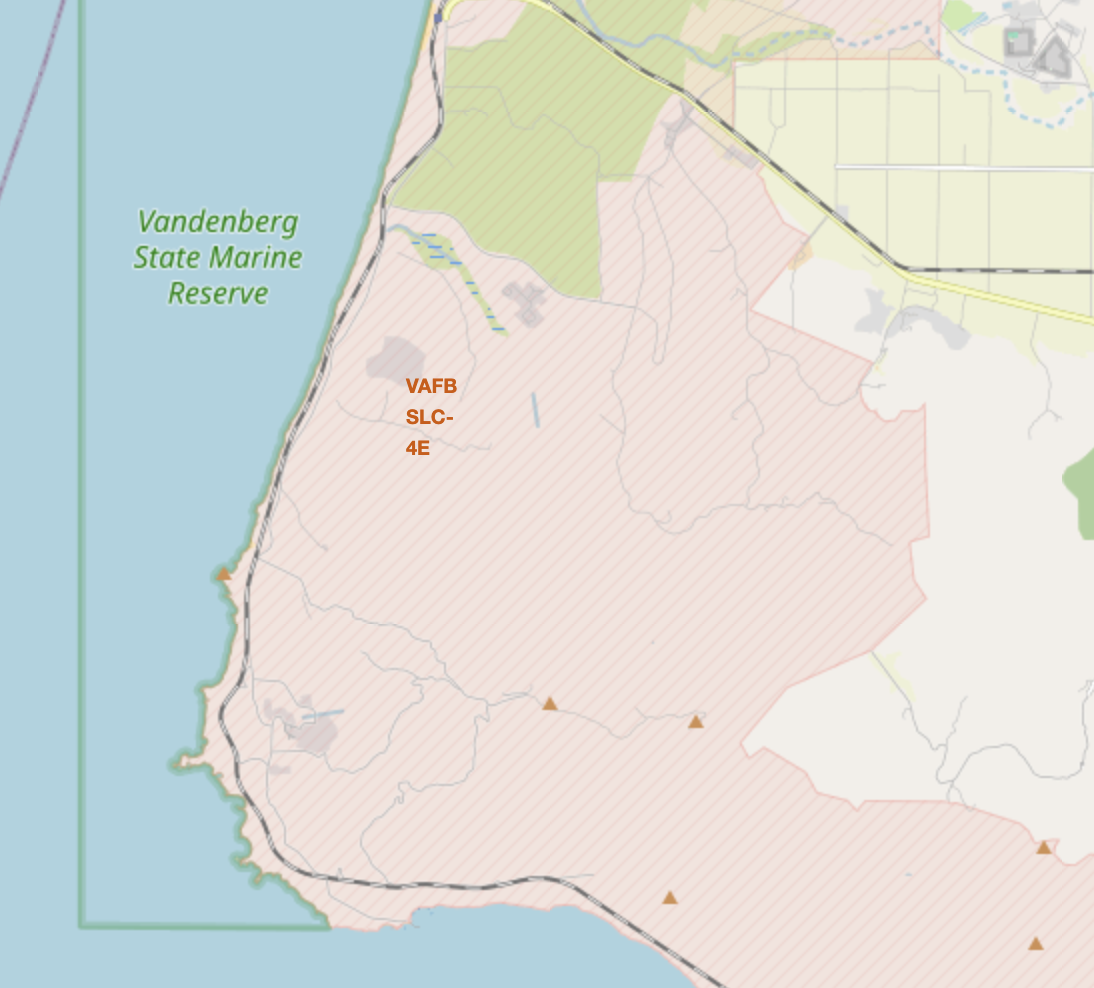 Vandenberg
State Marine
Reserve
VAFB
SLC-
4E